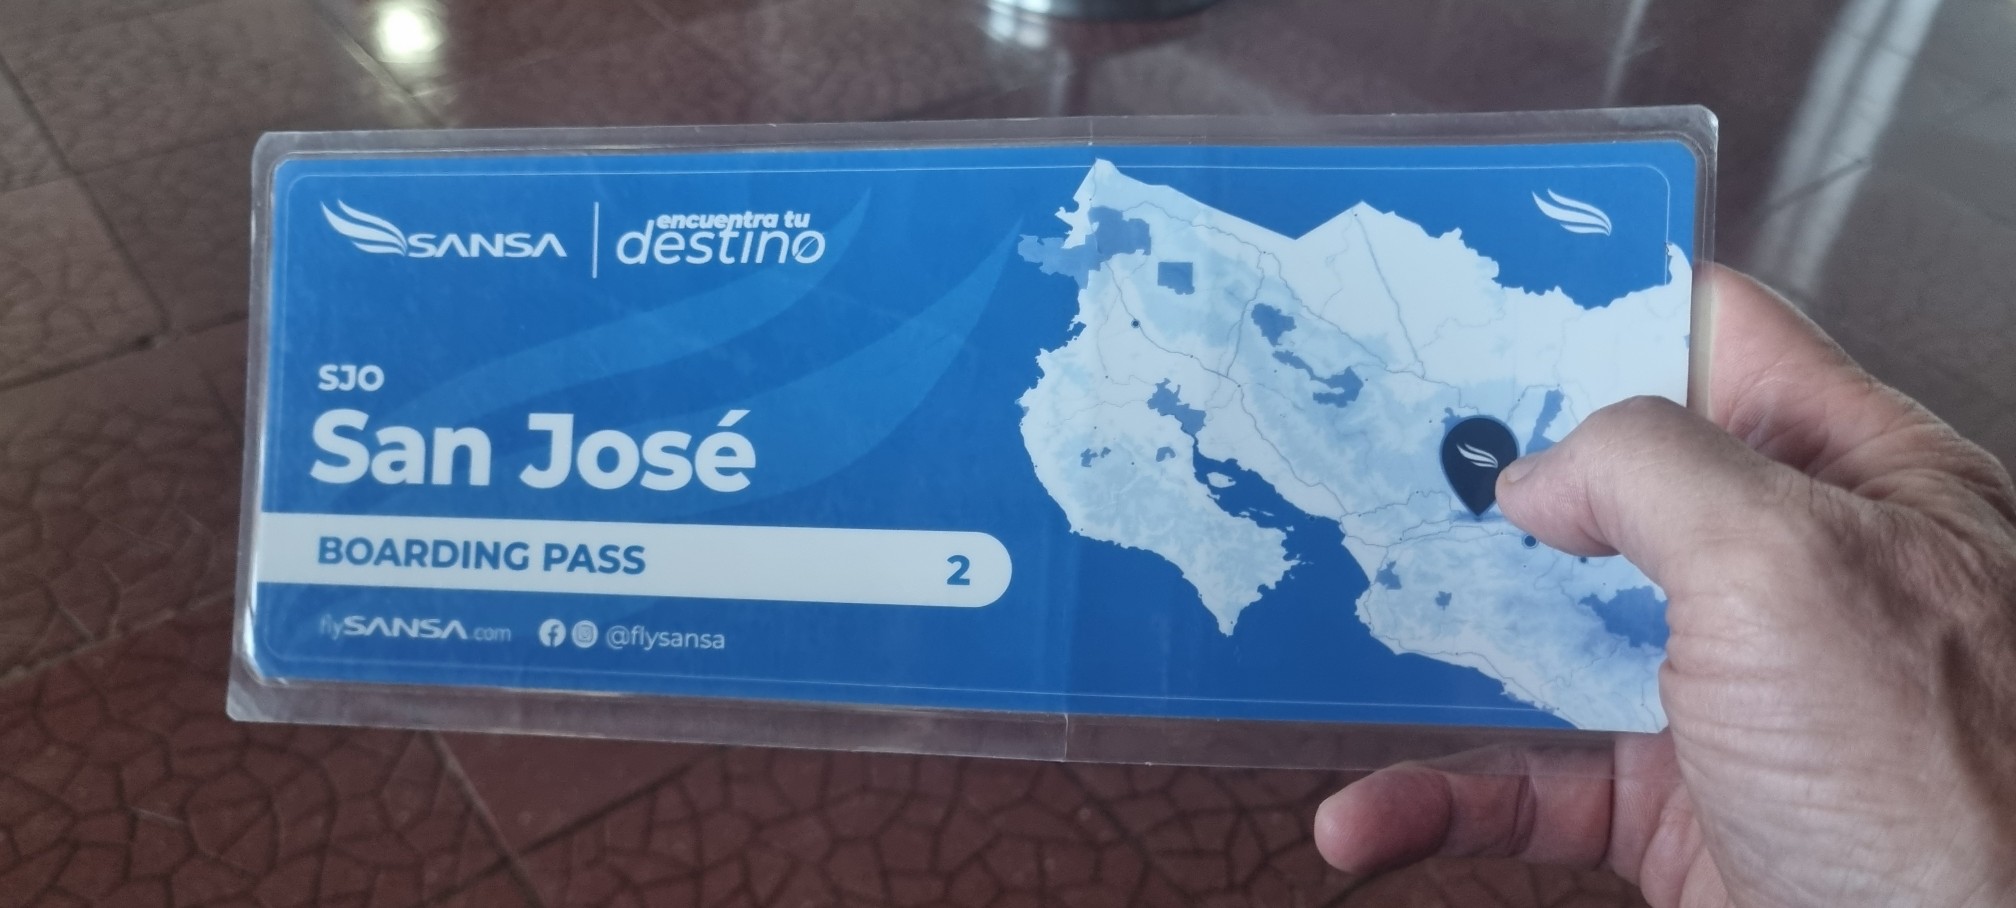 SANSA
encuentra tu
destino
SJO
San José
BOARDING PASS 2
flySANSA.com @flysansa